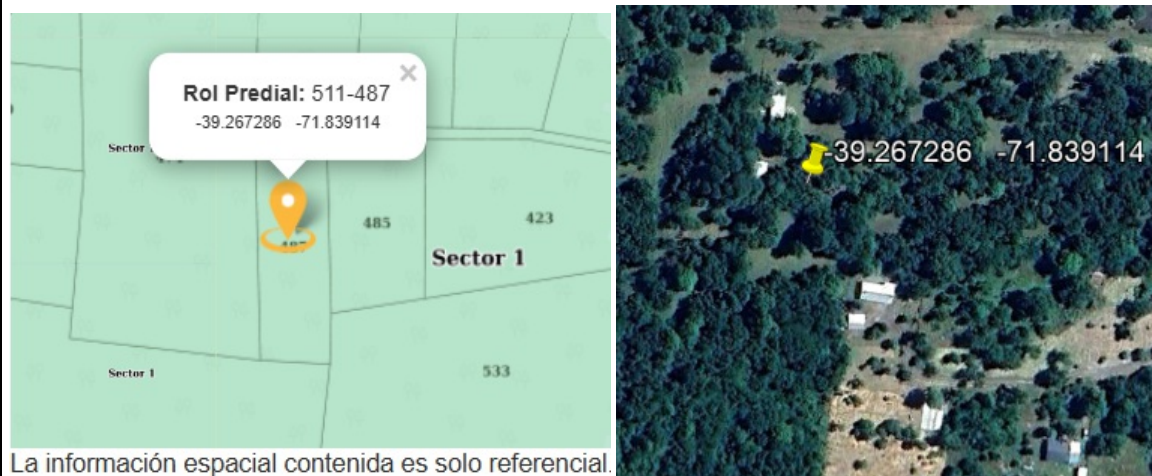 ×
Rol Predial: 511-487
-39.267286 -71.839114
Sector
485
423
Sector 1
Sector 1
533
La información espacial contenida es solo referencial.
-39.267286 -71.839114